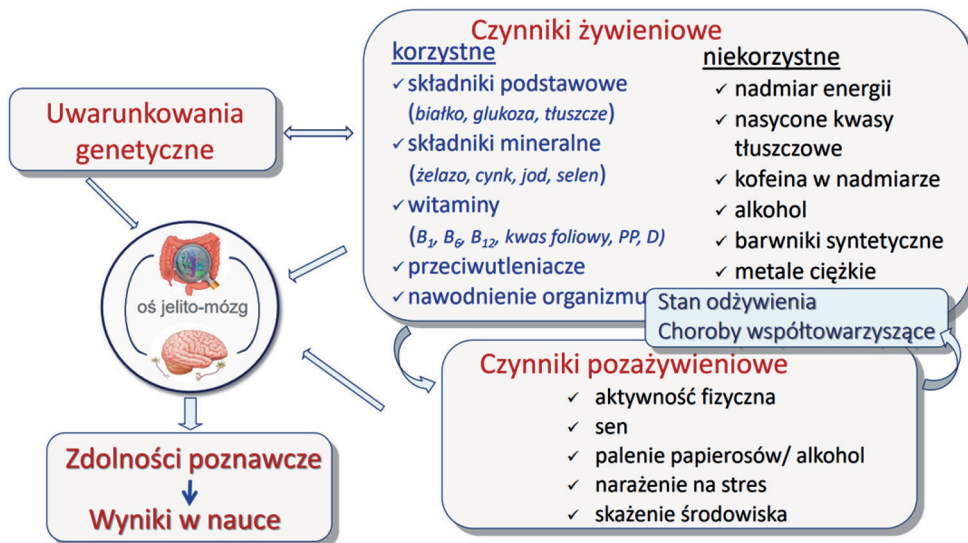 Uwarunkowania
genetyczne
Czynniki żywieniowe
korzystne
✓ składniki podstawowe
(białko, glukoza, tłuszcze)
✓ składniki mineralne
(żelazo, cynk, jod, selen)
✓ witaminy
(B₁, B₆, B₁₂, kwas foliowy, PP, D)
✓ przeciwutleniacze
✓ nawodnienie organizmu
niekorzystne
✓ nadmiar energii
✓ nasycone kwasy
tłuszczowe
✓ kofeina w nadmiarze
✓ alkohol
✓ barwniki syntetyczne
✓ metale ciężkie
Stan odżywienia
Choroby współtowarzyszące
oś jelito-mózg
Czynniki pozażywieniowe
✓ aktywność fizyczna
✓ sen
✓ palenie papierosów/ alkohol
✓ narażenie na stres
✓ skażenie środowiska
Zdolności poznawcze
Wyniki w nauce